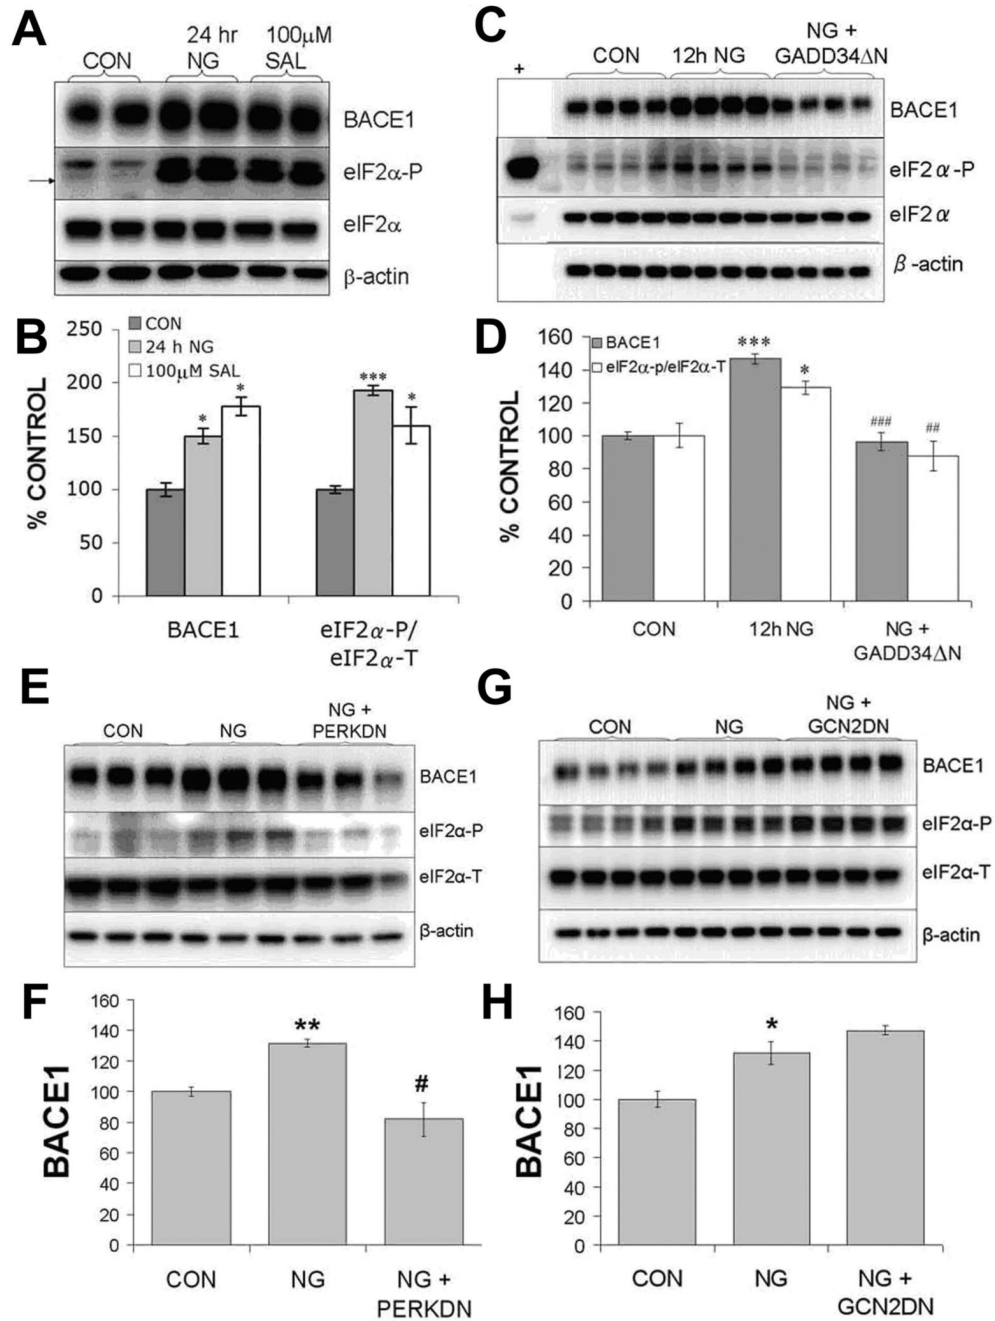 A
24 hr
100μM
CON
NG
SAL
BACE1
eIF2α-P
eIF2α
β-actin
C
NG +
CON
12h NG
GADD34ΔN
+
BACE1
eIF2α-P
eIF2α
β-actin
B
CON
24 h NG
100μM SAL
% CONTROL
250
200
150
100
50
0
*
*
***
*
BACE1
eIF2α-P/
eIF2α-T
D
BACE1
eIF2α-p/eIF2α-T
% CONTROL
160
140
120
100
80
60
40
20
0
***
*
###
##
CON
12h NG
NG +
GADD34ΔN
E
NG +
CON
NG
PERKDN
BACE1
eIF2α-P
eIF2α-T
β-actin
G
NG +
CON
NG
GCN2DN
BACE1
eIF2α-P
eIF2α-T
β-actin
F
BACE1
160
140
120
100
80
60
40
20
0
**
#
CON
NG
NG +
PERKDN
H
BACE1
160
140
120
100
80
60
40
20
0
*
CON
NG
NG +
GCN2DN